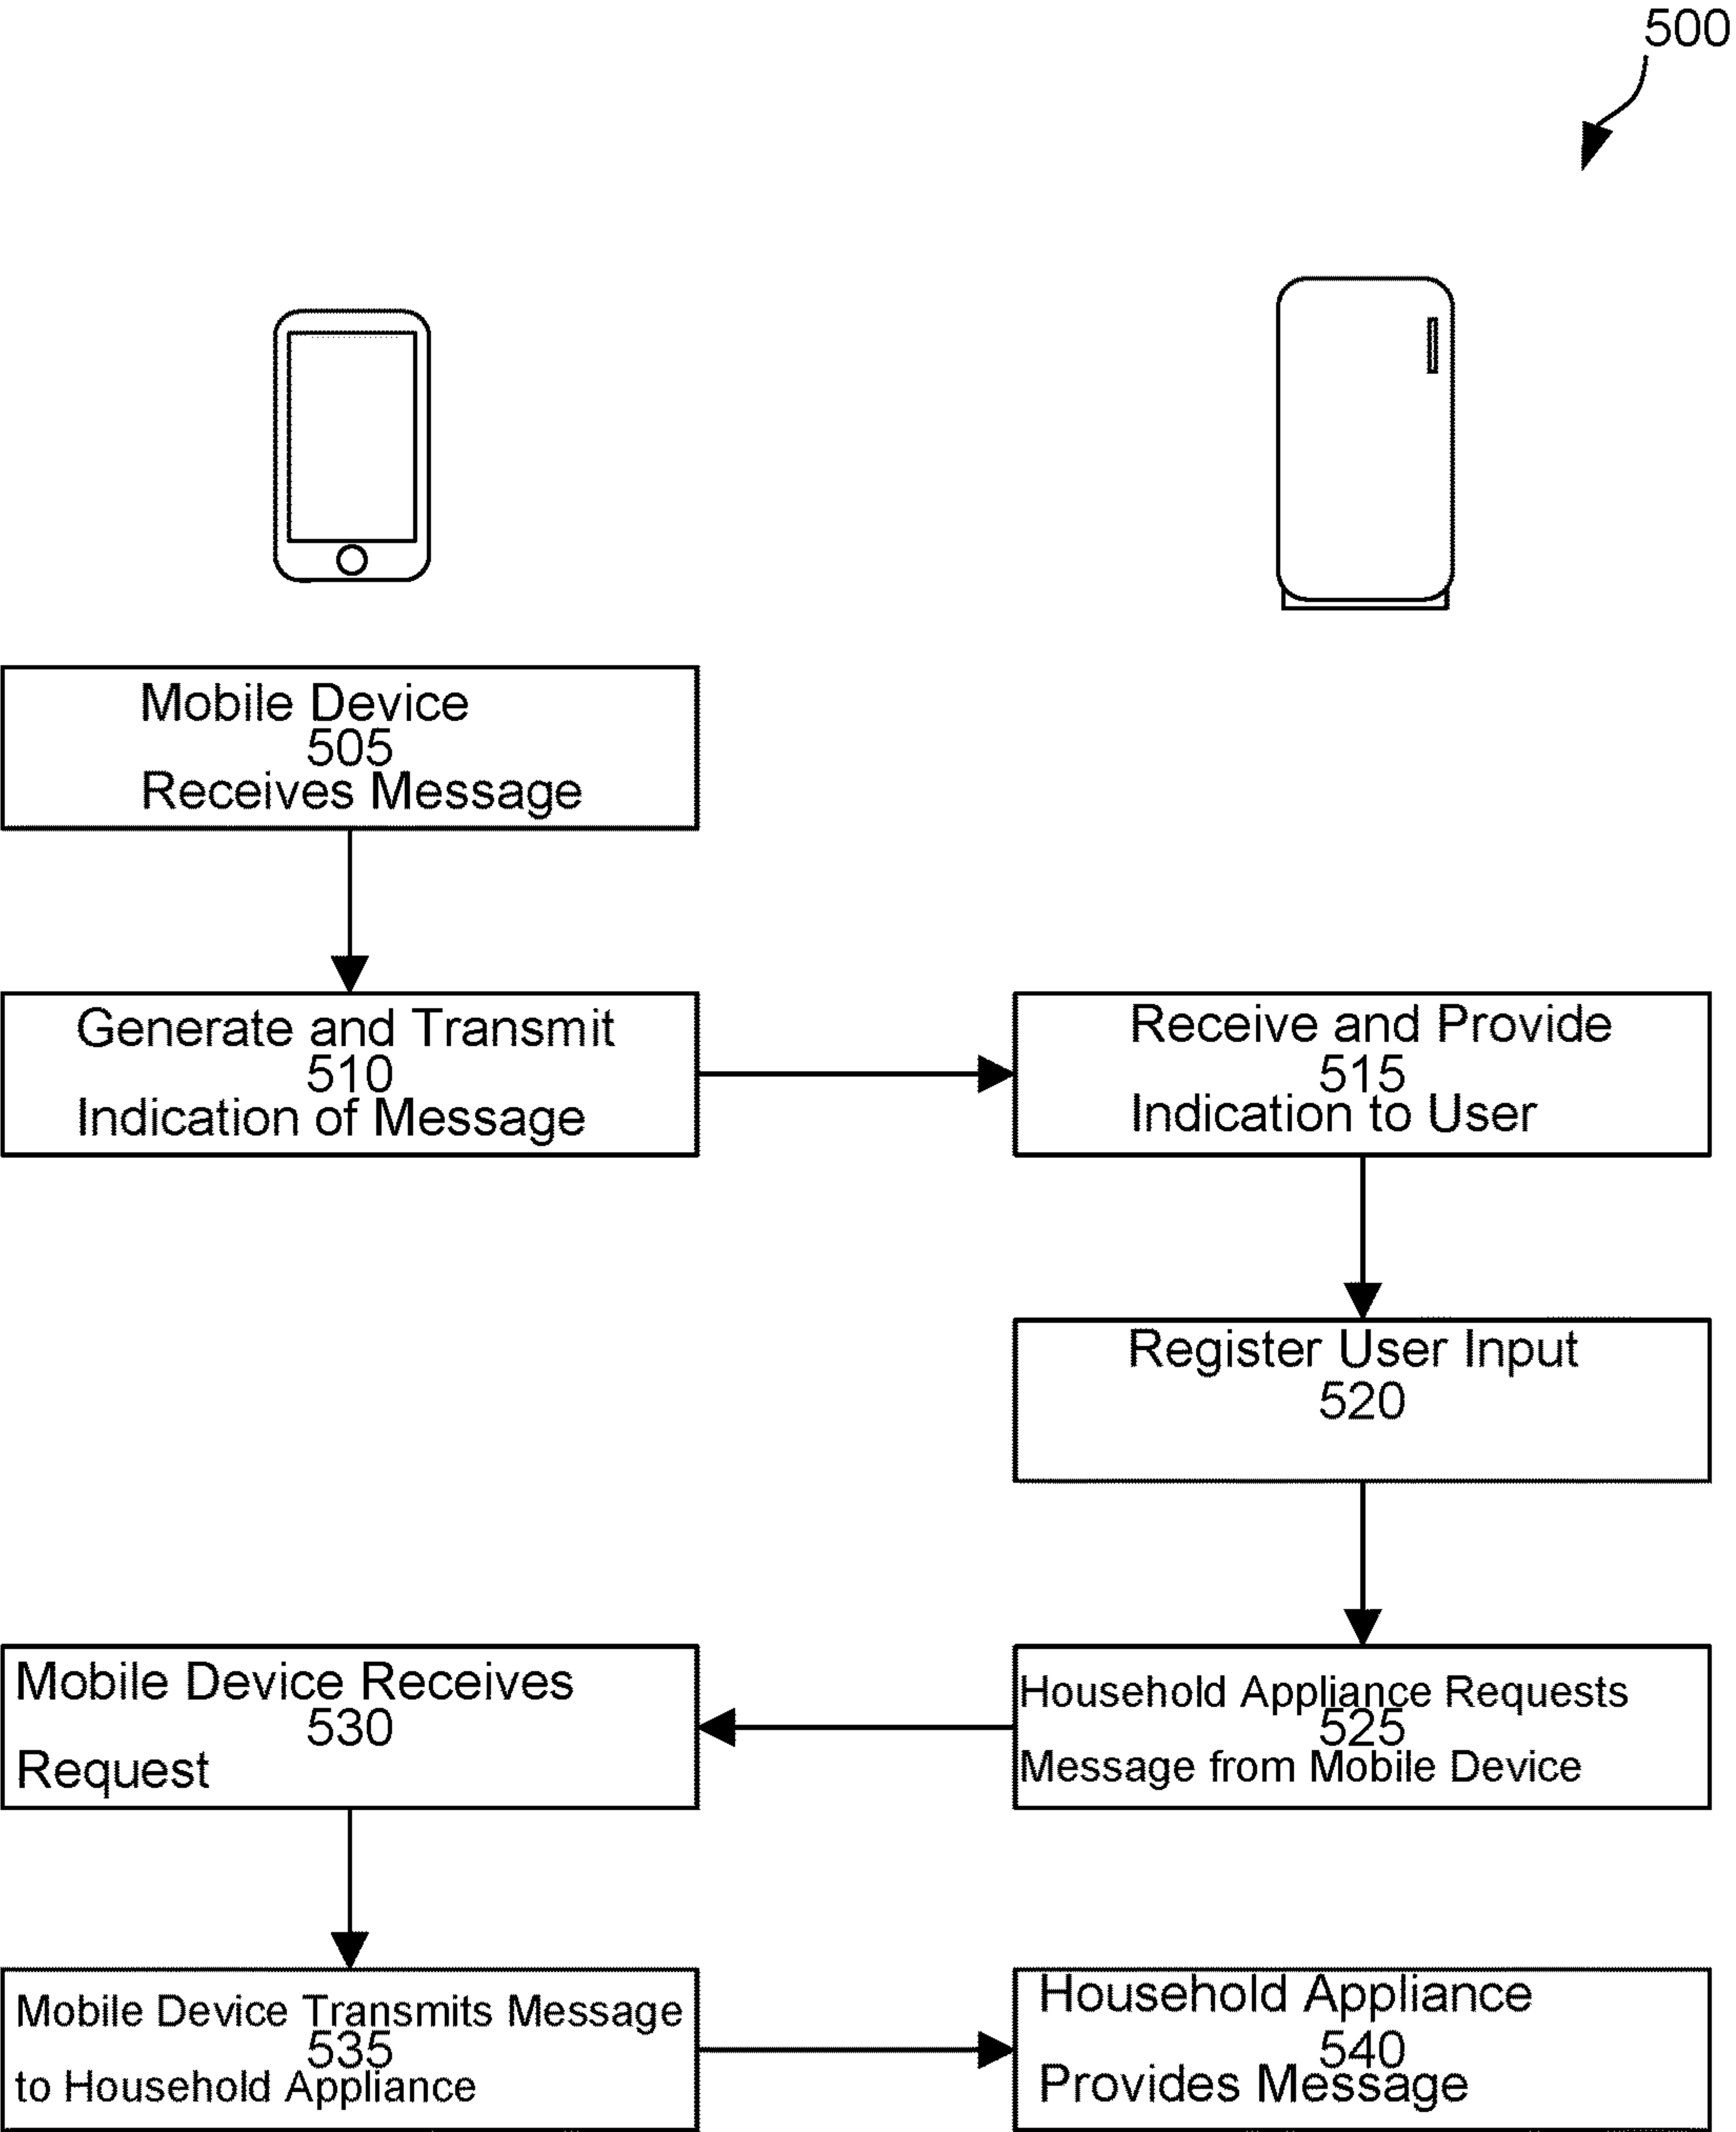 500
Mobile Device
505
Receives Message
Generate and Transmit
510
Indication of Message
Receive and Provide
515
Indication to User
Register User Input
520
Household Appliance Requests
525
Message from Mobile Device
Mobile Device Receives
530
Request
Mobile Device Transmits Message
535
to Household Appliance
Household Appliance
540
Provides Message